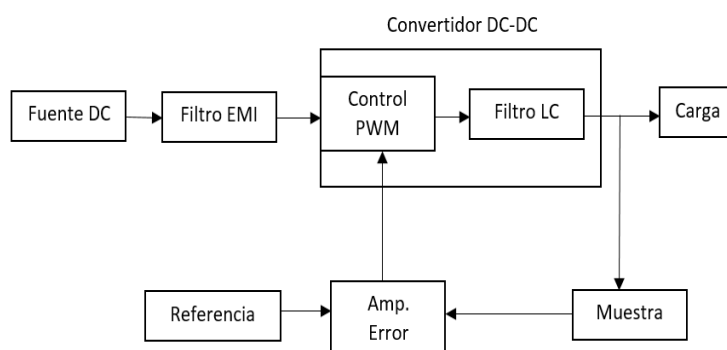 Convertidor DC-DC
Fuente DC
Filtro EMI
Control
PWM
Filtro LC
Carga
Referencia
Amp.
Error
Muestra